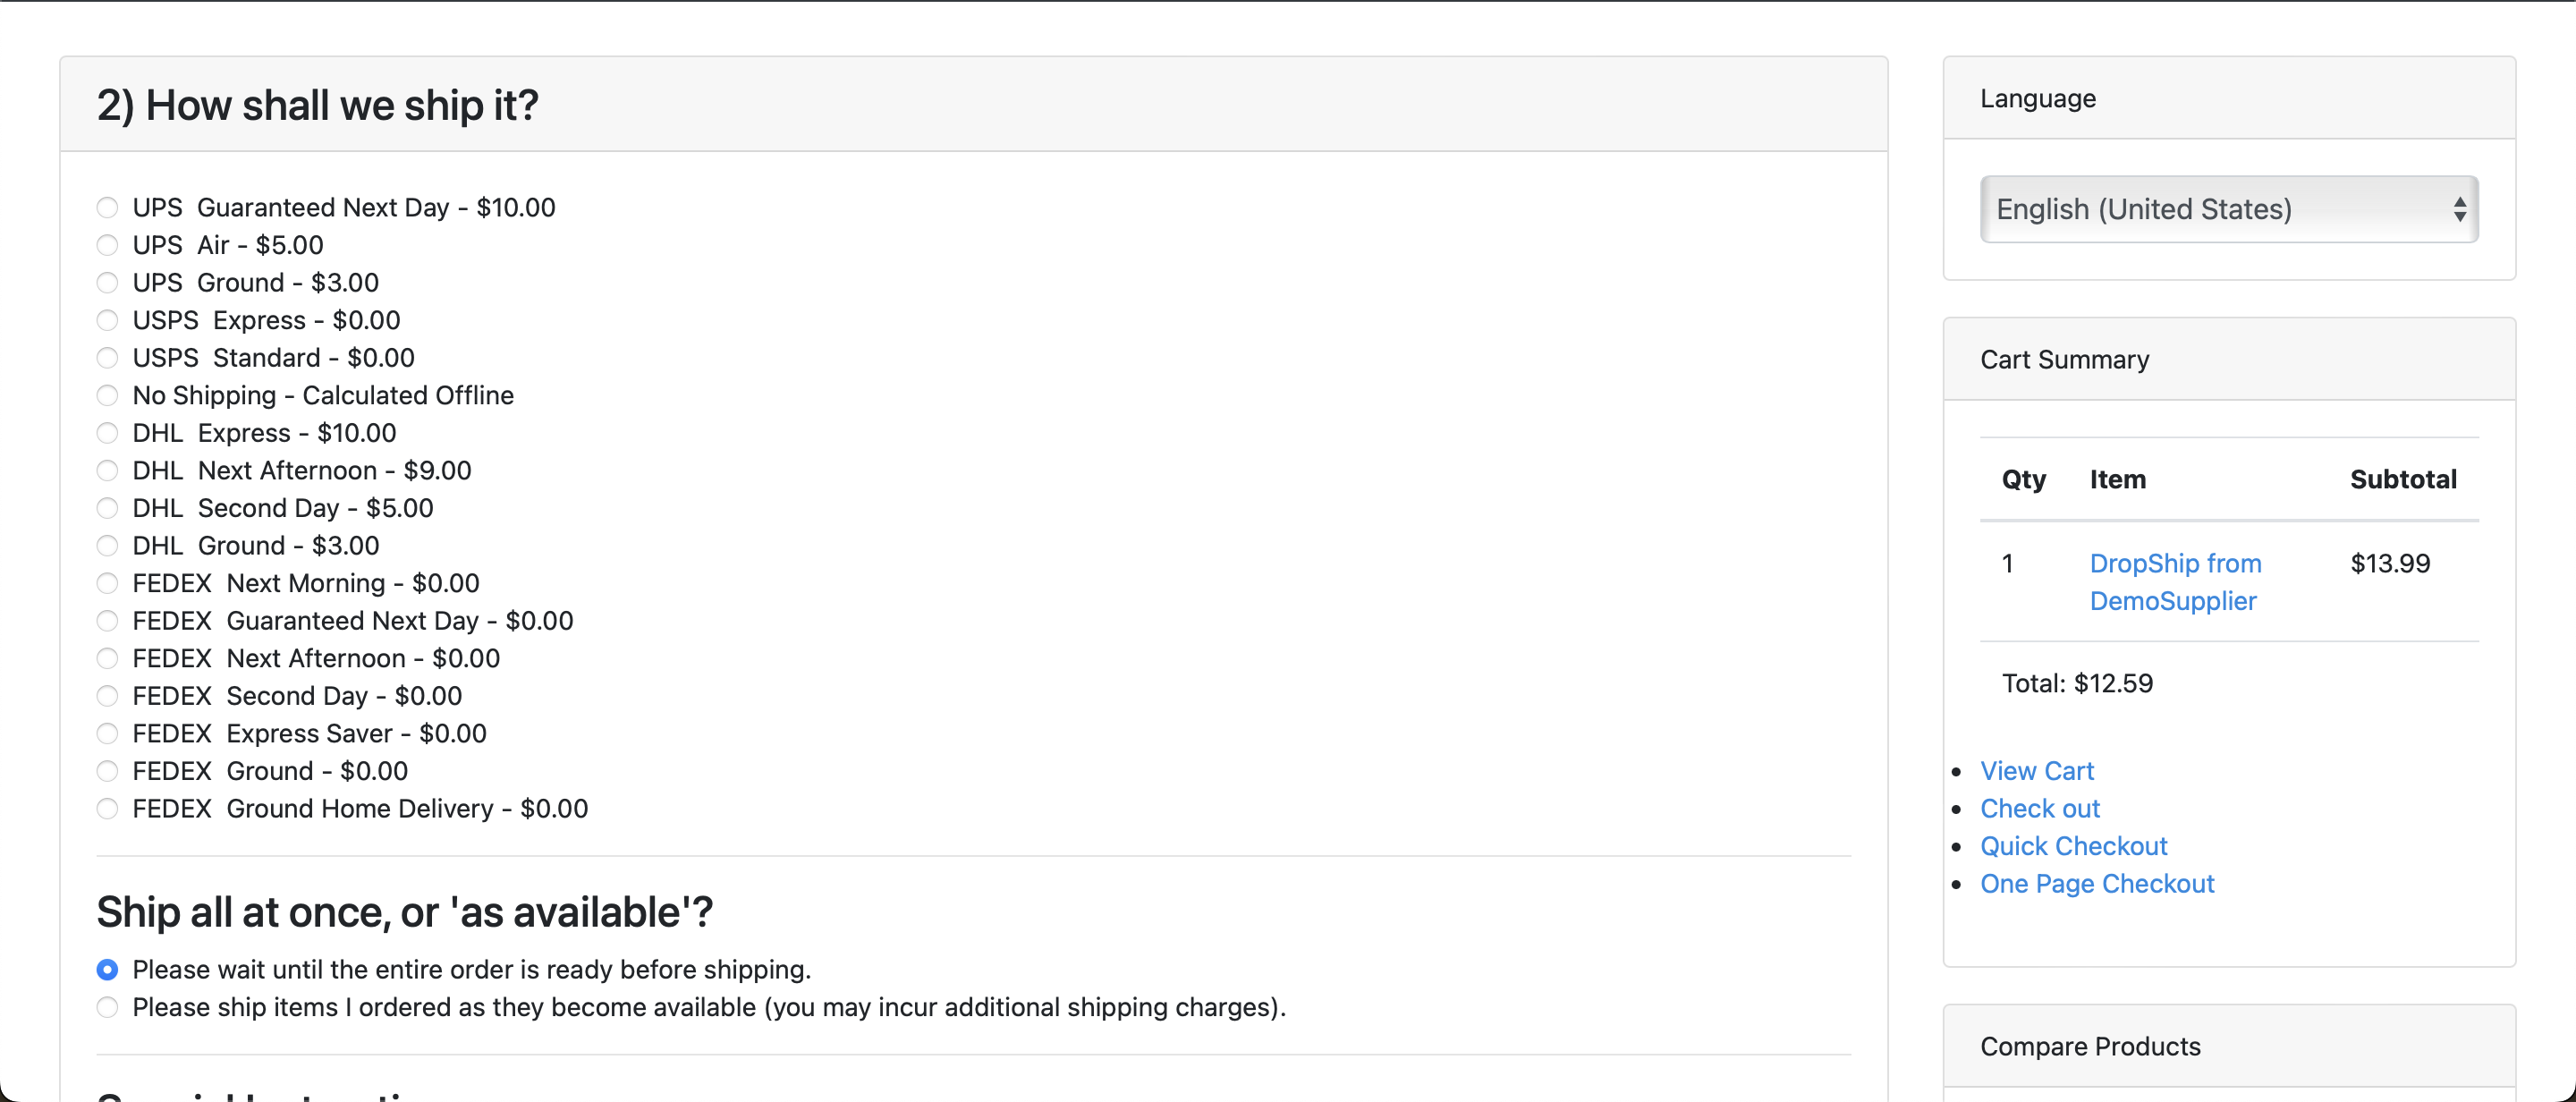 2) How shall we ship it?
UPS Guaranteed Next Day - $10.00
UPS Air - $5.00
UPS Ground - $3.00
USPS Express - $0.00
USPS Standard - $0.00
No Shipping - Calculated Offline
DHL Express - $10.00
DHL Next Afternoon - $9.00
DHL Second Day - $5.00
DHL Ground - $3.00
FEDEX Next Morning - $0.00
FEDEX Guaranteed Next Day - $0.00
FEDEX Next Afternoon - $0.00
FEDEX Second Day - $0.00
FEDEX Express Saver - $0.00
FEDEX Ground - $0.00
FEDEX Ground Home Delivery - $0.00
Ship all at once, or 'as available'?
Please wait until the entire order is ready before shipping.
Please ship items I ordered as they become available (you may incur additional shipping charges).
Language
English (United States)
Cart Summary
Qty Item Subtotal
1 DropShip from $13.99
DemoSupplier
Total: $12.59
View Cart
Check out
Quick Checkout
One Page Checkout
Compare Products